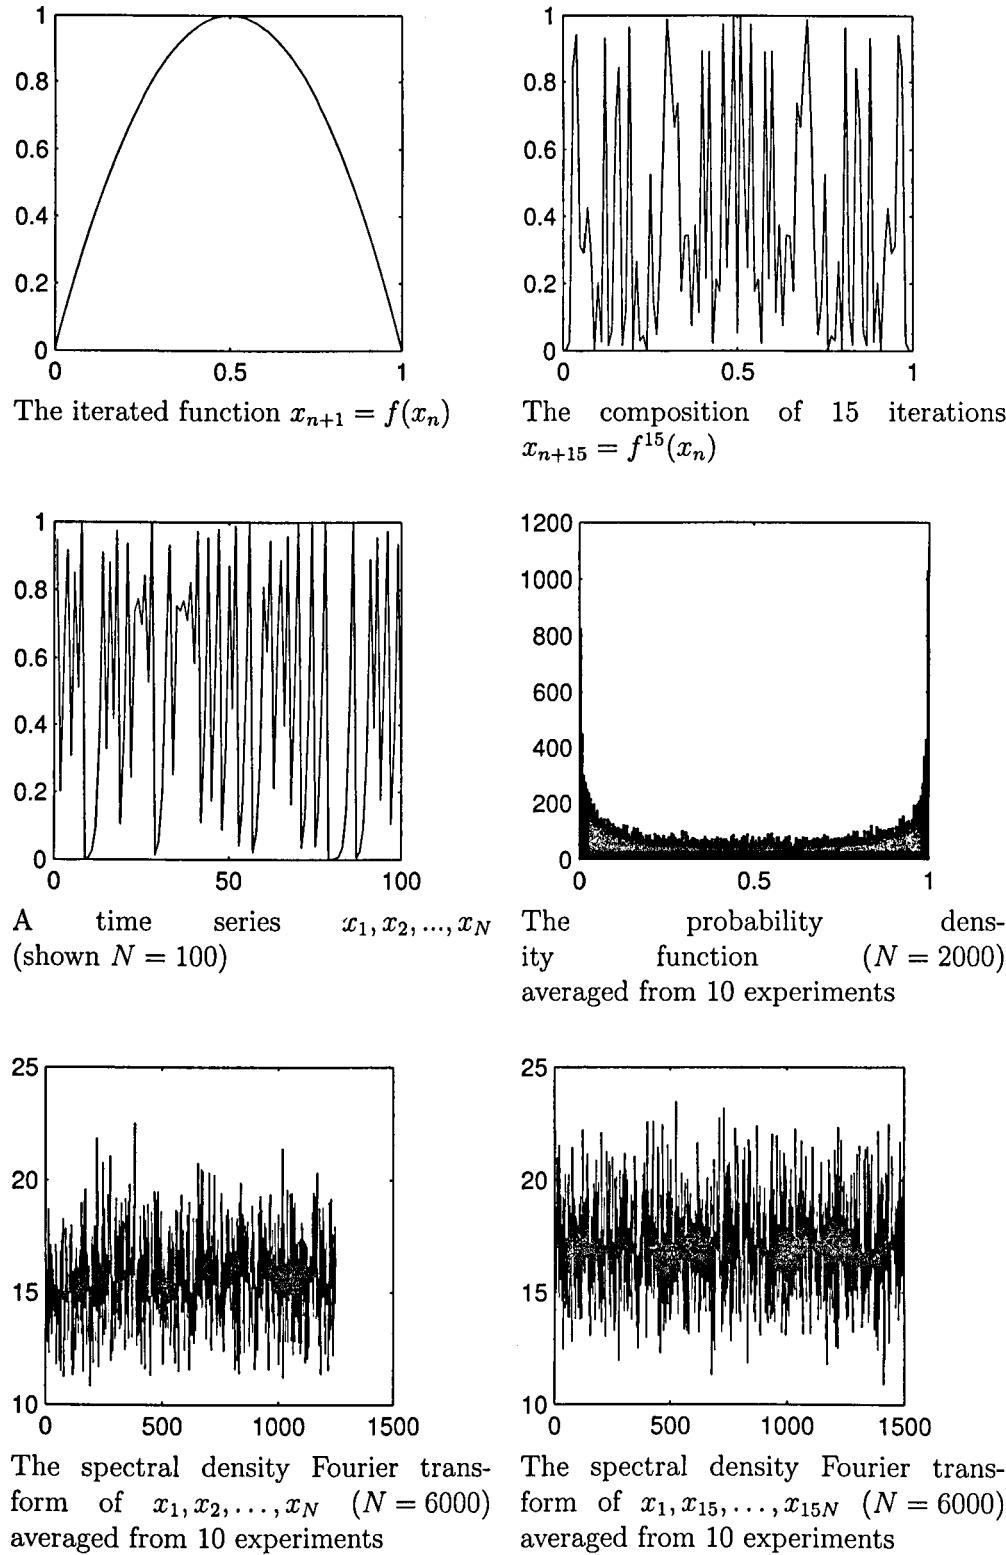 1
0.8
0.6
0.4
0.2
0
0 0.5 1
The iterated function x_{n+1} = f(x_n)
1
0.8
0.6
0.4
0.2
0
0 0.5 1
The composition of 15 iterations
x_{n+15} = f^{15}(x_n)
1
0.8
0.6
0.4
0.2
0
0 50 100
A time series x_1, x_2, ..., x_N
(shown N = 100)
1200
1000
800
600
400
200
0
0 0.5 1
The probability dens-
ity function (N = 2000)
averaged from 10 experiments
25
20
15
10
0 500 1000 1500
The spectral density Fourier trans-
form of x_1, x_2, . . . , x_N (N = 6000)
averaged from 10 experiments
25
20
15
10
0 500 1000 1500
The spectral density Fourier trans-
form of x_1, x_{15}, . . . , x_{15N} (N = 6000)
averaged from 10 experiments